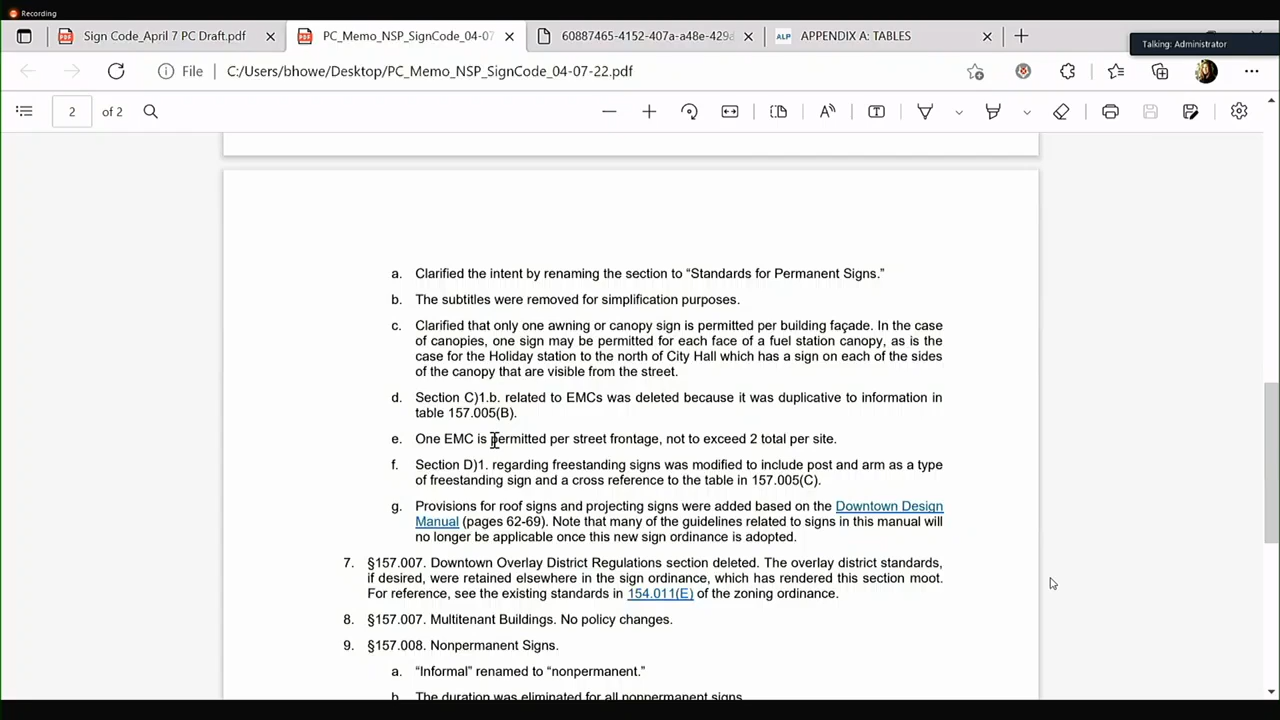 Recording
Sign Code_April 7 PC Draft.pdf
PC_Memo_NSP_SignCode_04-07
60887465-4152-407a-a48e-429a
ALP APPENDIX A: TABLES
Talking: Administrator
File C:/Users/bhowe/Desktop/PC_Memo_NSP_SignCode_04-07-22.pdf
2 of 2
a. Clarified the intent by renaming the section to “Standards for Permanent Signs.”
b. The subtitles were removed for simplification purposes.
c. Clarified that only one awning or canopy sign is permitted per building façade. In the case
of canopies, one sign may be permitted for each face of a fuel station canopy, as is the
case for the Holiday station to the north of City Hall which has a sign on each of the sides
of the canopy that are visible from the street.
d. Section C)1.b. related to EMCs was deleted because it was duplicative to information in
table 157.005(B).
e. One EMC is permitted per street frontage, not to exceed 2 total per site.
f. Section D)1. regarding freestanding signs was modified to include post and arm as a type
of freestanding sign and a cross reference to the table in 157.005(C).
g. Provisions for roof signs and projecting signs were added based on the Downtown Design
Manual (pages 62-69). Note that many of the guidelines related to signs in this manual will
no longer be applicable once this new sign ordinance is adopted.
7. §157.007. Downtown Overlay District Regulations section deleted. The overlay district standards,
if desired, were retained elsewhere in the sign ordinance, which has rendered this section moot.
For reference, see the existing standards in 154.011(E) of the zoning ordinance.
8. §157.007. Multitenant Buildings. No policy changes.
9. §157.008. Nonpermanent Signs.
a. “Informal” renamed to “nonpermanent.”
b. The duration was eliminated for all nonpermanent signs.